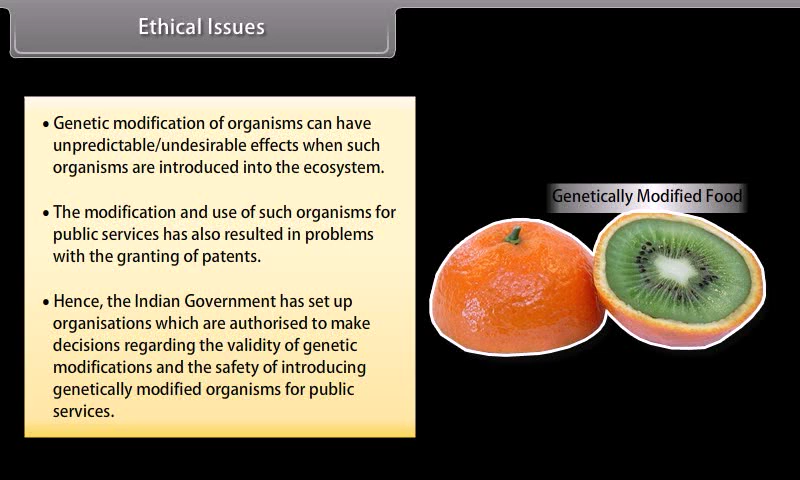 Ethical Issues
• Genetic modification of organisms can have
unpredictable/undesirable effects when such
organisms are introduced into the ecosystem.
• The modification and use of such organisms for
public services has also resulted in problems
with the granting of patents.
• Hence, the Indian Government has set up
organisations which are authorised to make
decisions regarding the validity of genetic
modifications and the safety of introducing
genetically modified organisms for public
services.
Genetically Modified Food